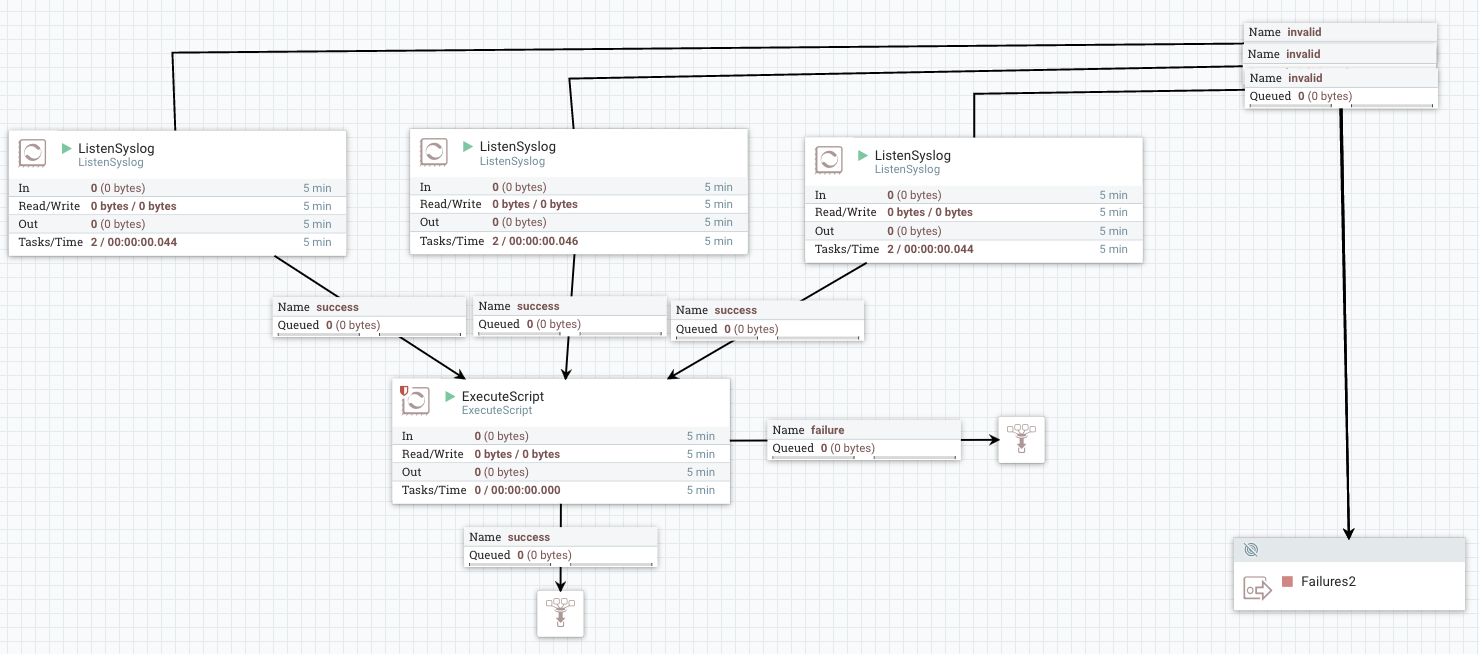 Name invalid
Name invalid
Name invalid
Queued 0 (0 bytes)
ListenSyslog
ListenSyslog
In 0 (0 bytes) 5 min
Read/Write 0 bytes / 0 bytes 5 min
Out 0 (0 bytes) 5 min
Tasks/Time 2 / 00:00:00.044 5 min
ListenSyslog
ListenSyslog
In 0 (0 bytes) 5 min
Read/Write 0 bytes / 0 bytes 5 min
Out 0 (0 bytes) 5 min
Tasks/Time 2 / 00:00:00.046 5 min
ListenSyslog
ListenSyslog
In 0 (0 bytes) 5 min
Read/Write 0 bytes / 0 bytes 5 min
Out 0 (0 bytes) 5 min
Tasks/Time 2 / 00:00:00.044 5 min
Name success
Queued 0 (0 bytes)
Name success
Queued 0 (0 bytes)
Name success
Queued 0 (0 bytes)
ExecuteScript
ExecuteScript
In 0 (0 bytes) 5 min
Read/Write 0 bytes / 0 bytes 5 min
Out 0 (0 bytes) 5 min
Tasks/Time 0 / 00:00:00.000 5 min
Name failure
Queued 0 (0 bytes)
Name success
Queued 0 (0 bytes)
Failures2